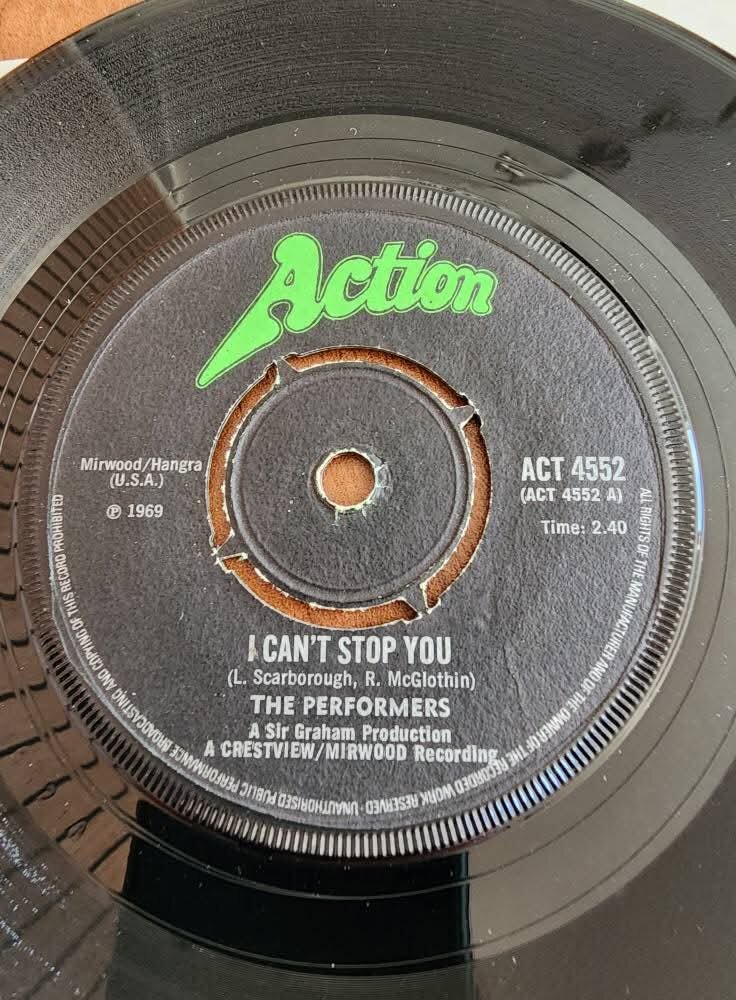 Action
Mirwood/Hangra
(U.S.A.)
℗ 1969
ACT 4552
(ACT 4552 A)
Time: 2.40
I CAN'T STOP YOU
(L. Scarborough, R. McGlothin)
THE PERFORMERS
A Sir Graham Production
A CRESTVIEW/MIRWOOD Recording
ALL RIGHTS OF THE MANUFACTURER AND OF THE OWNER OF THE RECORDED WORK RESERVED · UNAUTHORISED PUBLIC PERFORMANCE BROADCASTING AND COPYING OF THIS RECORD PROHIBITED